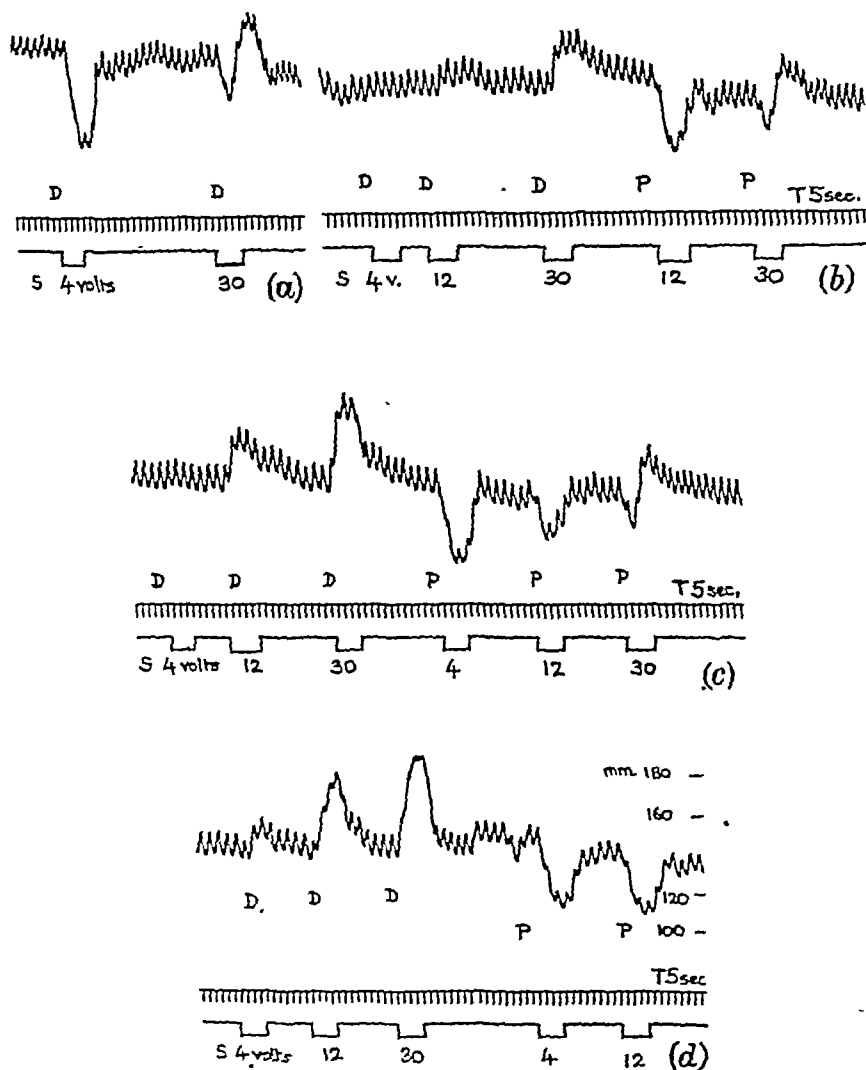 D D
S 4 volts 30 (a)
D D D P P T 5 sec.
S 4 v. 12 30 12 30 (b)
D D D P P P T 5 sec.
S 4 volts 12 30 4 12 30 (c)
mm 180 –
160 –
D. D D 120 –
P P 100 –
T 5 sec
S 4 volts 12 30 4 12 (d)